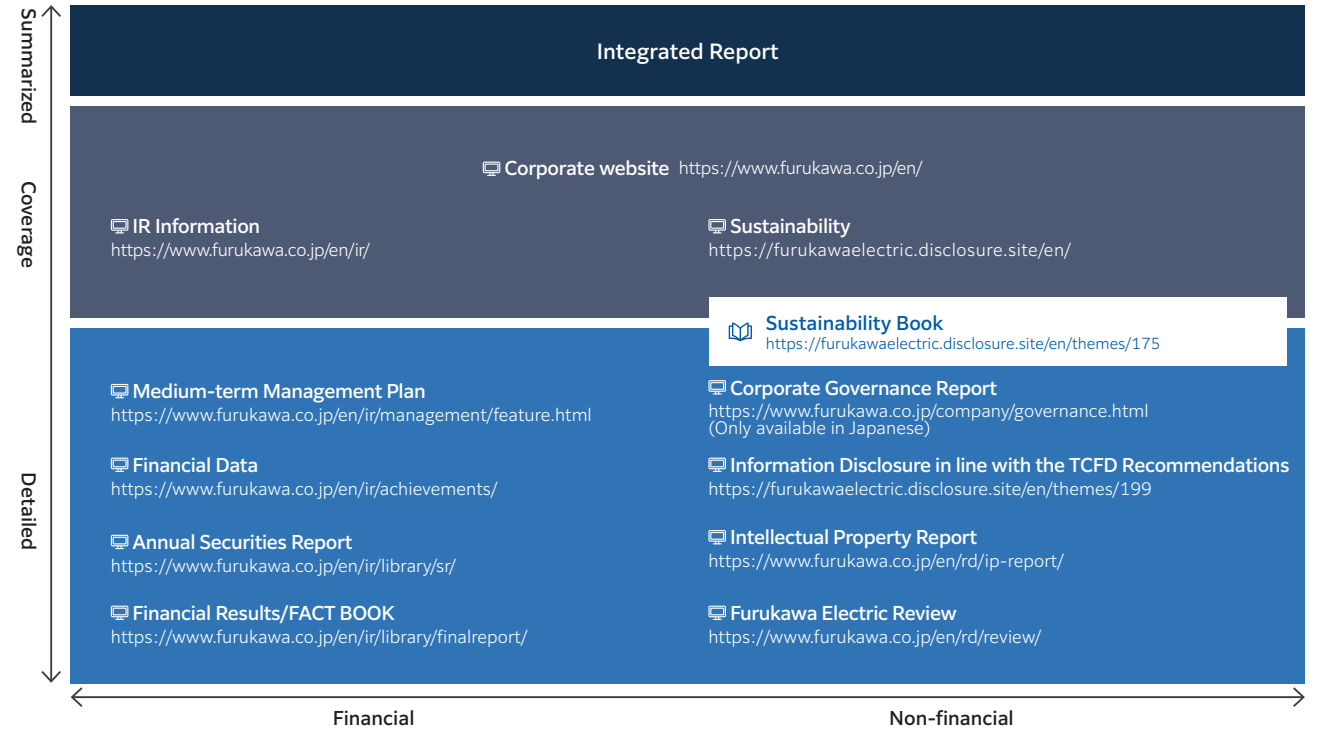 Summarized
Coverage
Detailed
Integrated Report
Corporate website https://www.furukawa.co.jp/en/
IR Information
https://www.furukawa.co.jp/en/ir/
Sustainability
https://furukawaelectric.disclosure.site/en/
Sustainability Book
https://furukawaelectric.disclosure.site/en/themes/175
Medium-term Management Plan
https://www.furukawa.co.jp/en/ir/management/feature.html
Financial Data
https://www.furukawa.co.jp/en/ir/achievements/
Annual Securities Report
https://www.furukawa.co.jp/en/ir/library/sr/
Financial Results/FACT BOOK
https://www.furukawa.co.jp/en/ir/library/finalreport/
Corporate Governance Report
https://www.furukawa.co.jp/company/governance.html
(Only available in Japanese)
Information Disclosure in line with the TCFD Recommendations
https://furukawaelectric.disclosure.site/en/themes/199
Intellectual Property Report
https://www.furukawa.co.jp/en/rd/ip-report/
Furukawa Electric Review
https://www.furukawa.co.jp/en/rd/review/
Financial
Non-financial